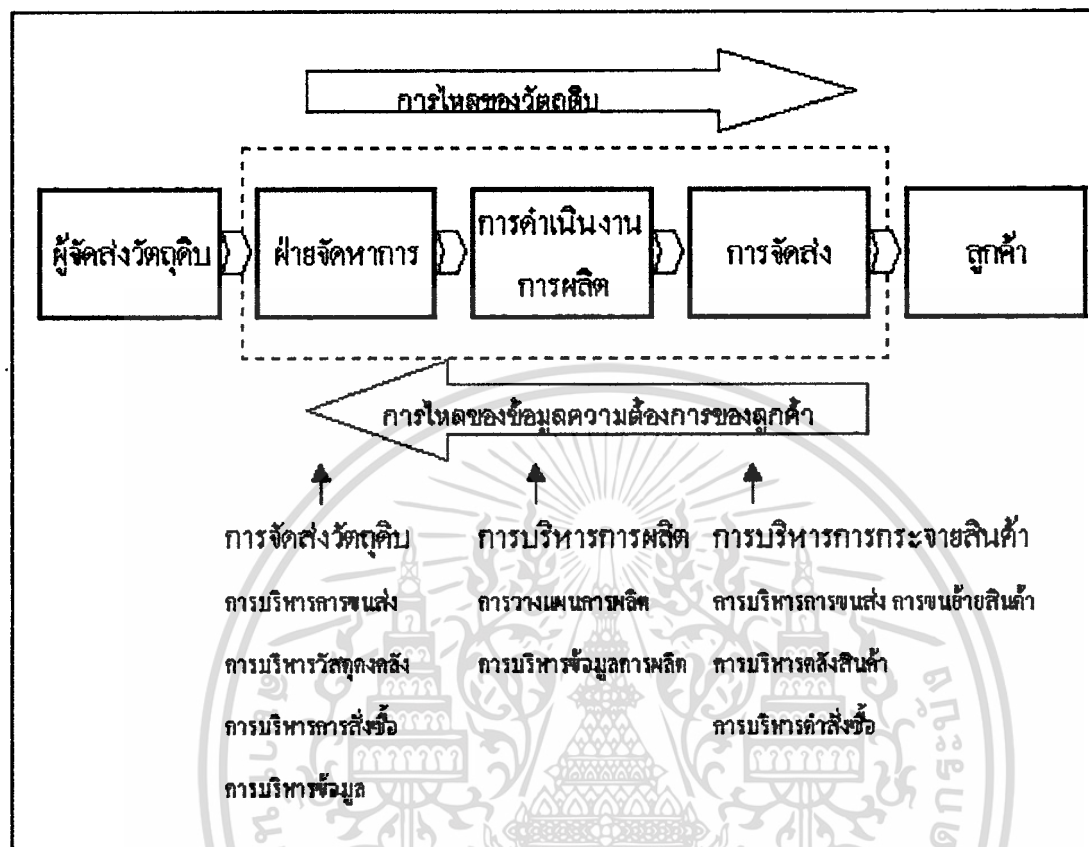 การไหลของวัตถุดิบ
ผู้จัดส่งวัตถุดิบ
ฝ่ายจัดหาการ
การดำเนินงาน
การผลิต
การจัดส่ง
ลูกค้า
การไหลของข้อมูลความต้องการของลูกค้า
การจัดส่งวัตถุดิบ
การบริหารการขนส่ง
การบริหารวัสดุคงคลัง
การบริหารการสั่งซื้อ
การบริหารข้อมูล
การบริหารการผลิต
การวางแผนการผลิต
การบริหารข้อมูลการผลิต
การบริหารการกระจายสินค้า
การบริหารการขนส่ง การขนย้ายสินค้า
การบริหารคลังสินค้า
การบริหารคำสั่งซื้อ